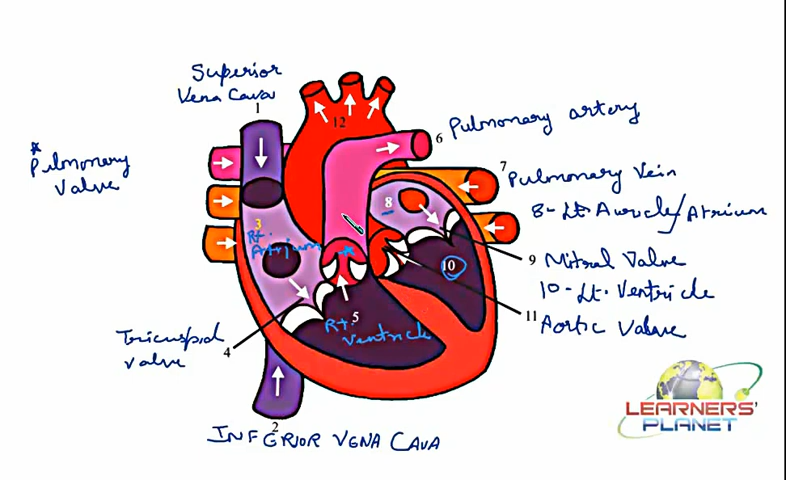 Superior
Vena Cava
1
12
6
Pulmonary artery
*
Pulmonary
Valve
7
Pulmonary Vein
8
8-Lt. Auricle/Atrium
3
Rt.
Atrium
*
9
Mitral Valve
10
10-Lt. Ventricle
5
Rt.
Ventricle
11
Aortic Valve
Tricuspid
Valve
4
2
INFERIOR VENA CAVA
LEARNERS'
PLANET